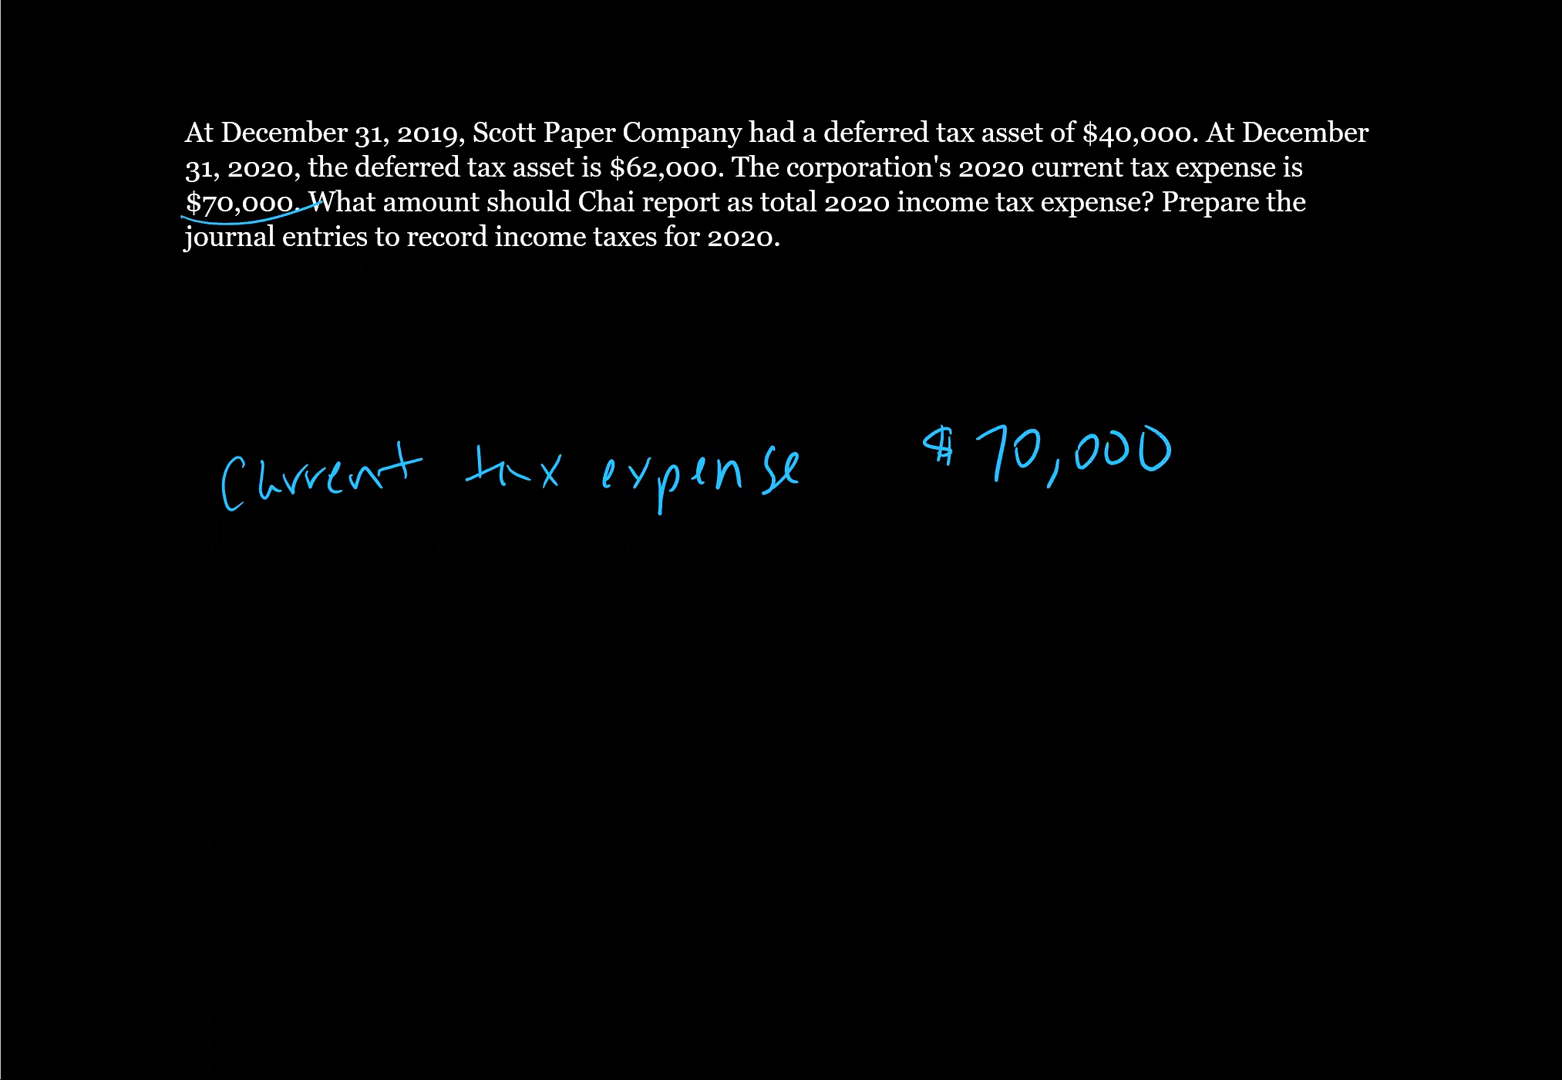 At December 31, 2019, Scott Paper Company had a deferred tax asset of $40,000. At December
31, 2020, the deferred tax asset is $62,000. The corporation's 2020 current tax expense is
$70,000. What amount should Chai report as total 2020 income tax expense? Prepare the
journal entries to record income taxes for 2020.
Current tax expense $70,000